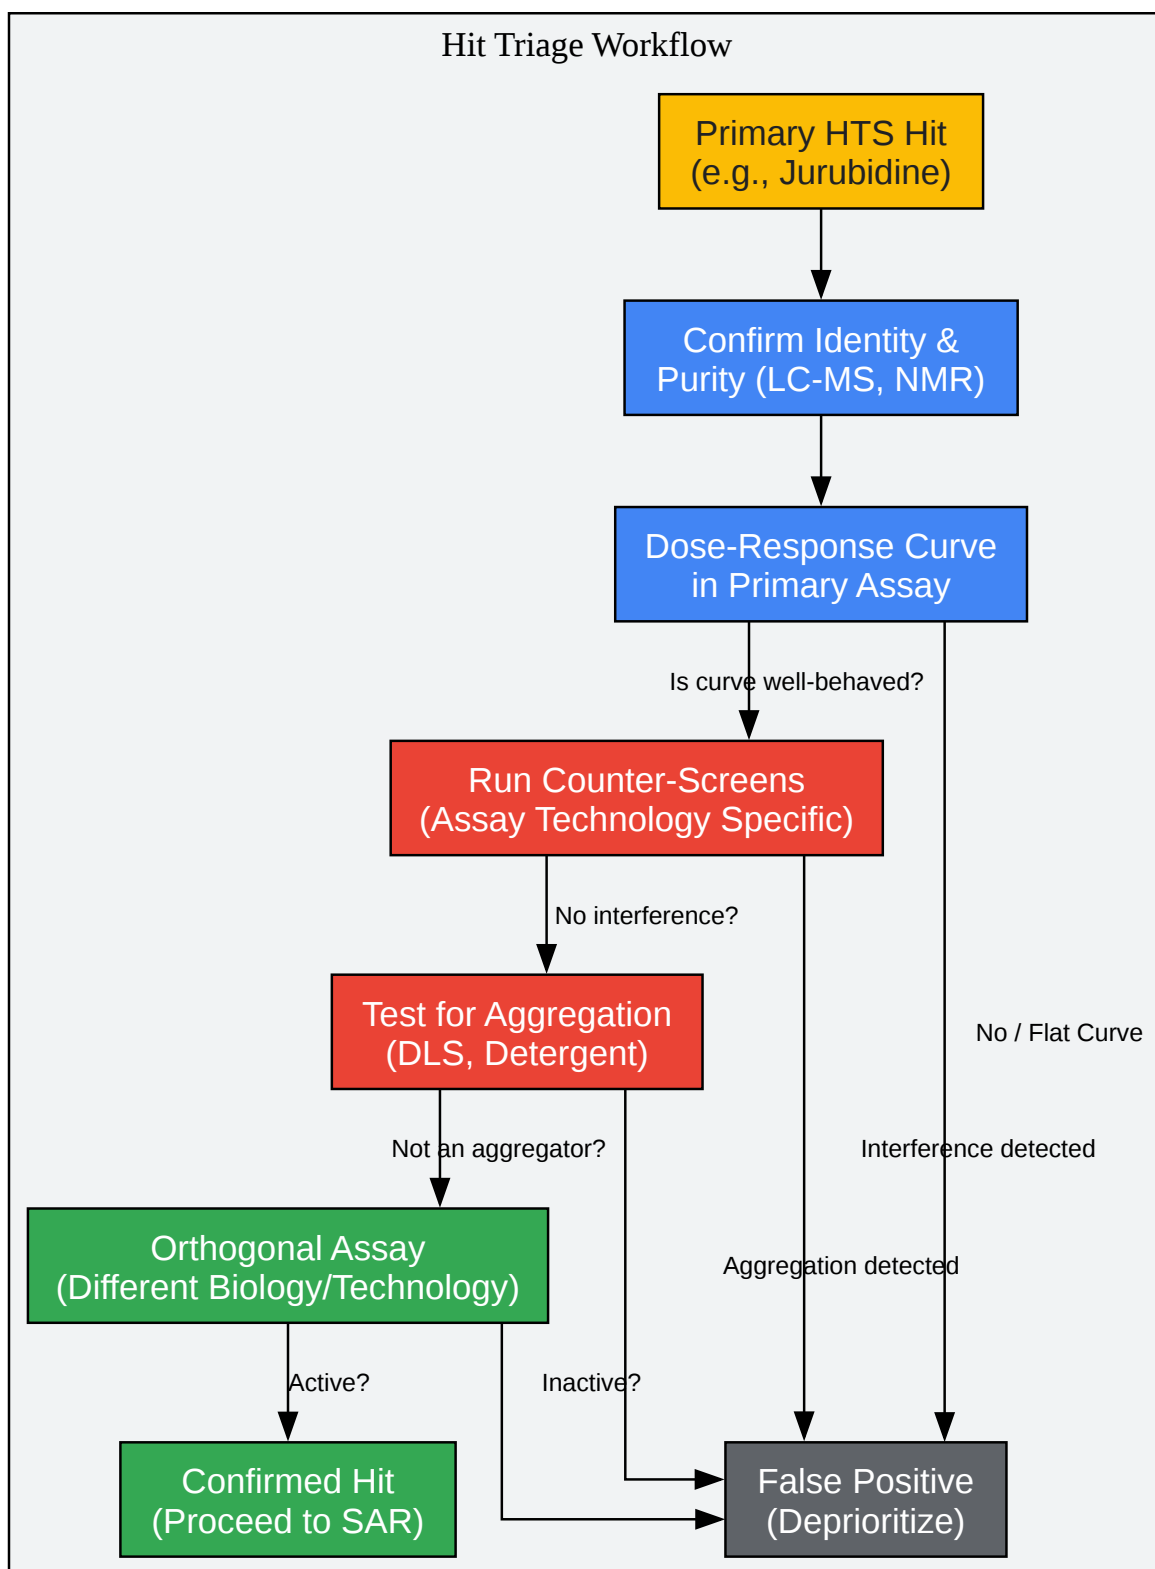 Hit Triage Workflow
Primary HTS Hit
(e.g., Jurubidine)
Confirm Identity &
Purity (LC-MS, NMR)
Dose-Response Curve
in Primary Assay
Is curve well-behaved?
Run Counter-Screens
(Assay Technology Specific)
No interference?
Test for Aggregation
(DLS, Detergent)
No / Flat Curve
Not an aggregator?
Interference detected
Orthogonal Assay
(Different Biology/Technology)
Aggregation detected
Active?
Inactive?
Confirmed Hit
(Proceed to SAR)
False Positive
(Deprioritize)